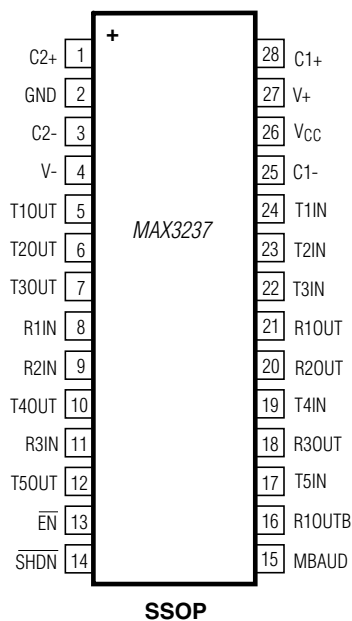 +
C2+ 1 28 C1+
GND 2 27 V+
C2- 3 26 VCC
V- 4 25 C1-
T1OUT 5 24 T1IN
T2OUT 6 23 T2IN
MAX3237
T3OUT 7 22 T3IN
R1IN 8 21 R1OUT
R2IN 9 20 R2OUT
T4OUT 10 19 T4IN
R3IN 11 18 R3OUT
T5OUT 12 17 T5IN
E̅N̅ 13 16 R1OUTB
S̅H̅D̅N̅ 14 15 MBAUD
SSOP